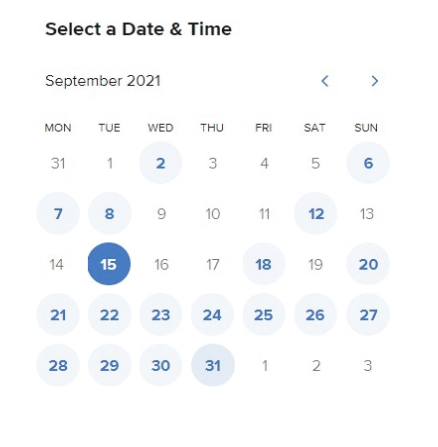 Select a Date & Time
September 2021
MON TUE WED THU FRI SAT SUN
31 1 2 3 4 5 6
7 8 9 10 11 12 13
14 15 16 17 18 19 20
21 22 23 24 25 26 27
28 29 30 31 1 2 3